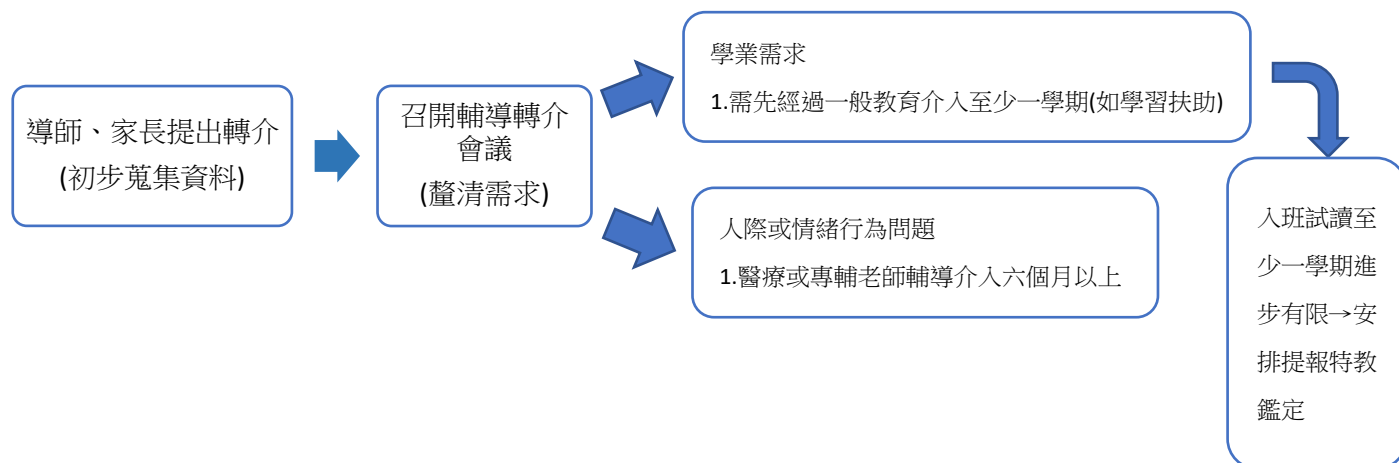 導師、家長提出轉介
(初步蒐集資料)
召開輔導轉介
會議
(釐清需求)
學業需求
1.需先經過一般教育介入至少一學期(如學習扶助)
人際或情緒行為問題
1.醫療或專輔老師輔導介入六個月以上
入班試讀至
少一學期進
步有限→安
排提報特教
鑑定